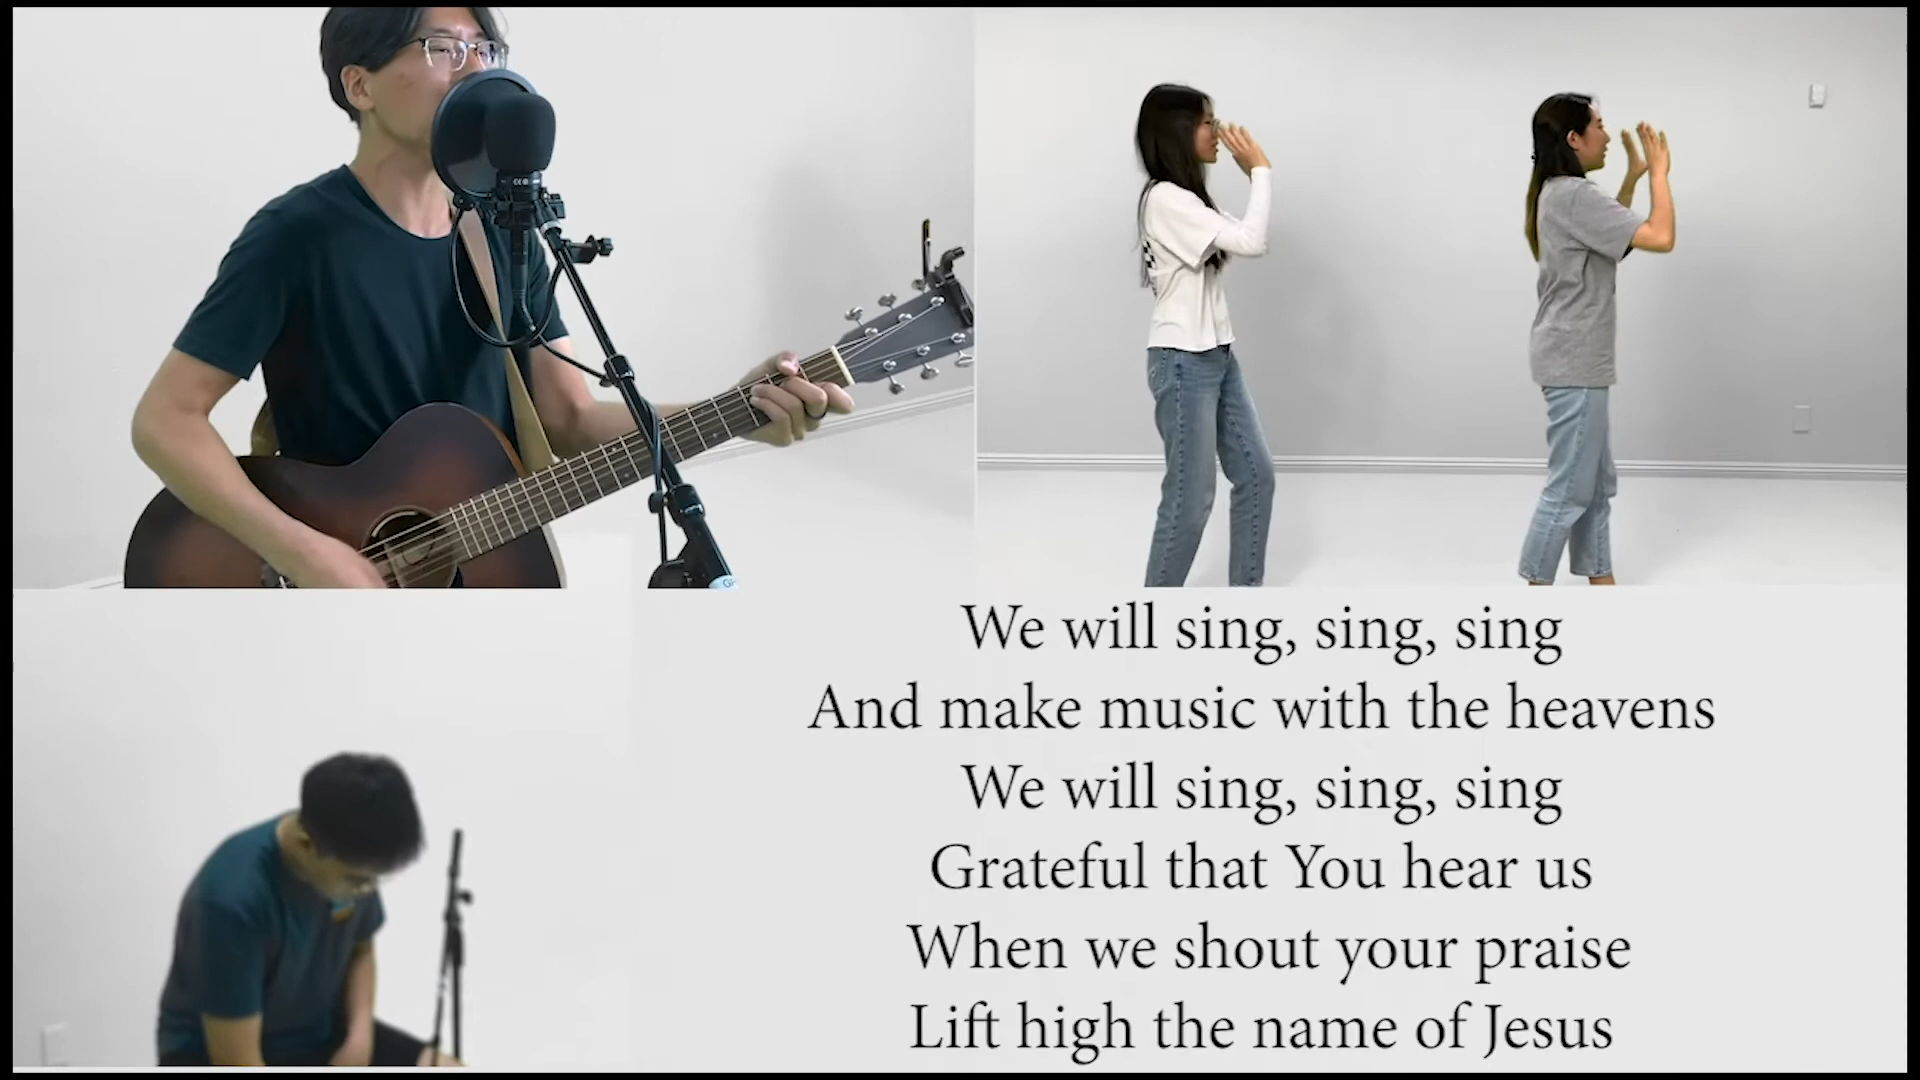 We will sing, sing, sing
And make music with the heavens
We will sing, sing, sing
Grateful that You hear us
When we shout your praise
Lift high the name of Jesus